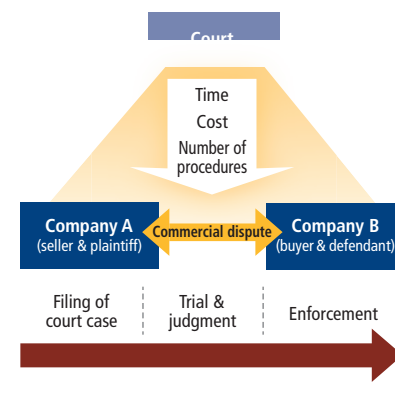 Court
Time
Cost
Number of
procedures
Company A
(seller & plaintiff)
Commercial dispute
Company B
(buyer & defendant)
Filing of
court case
Trial &
judgment
Enforcement